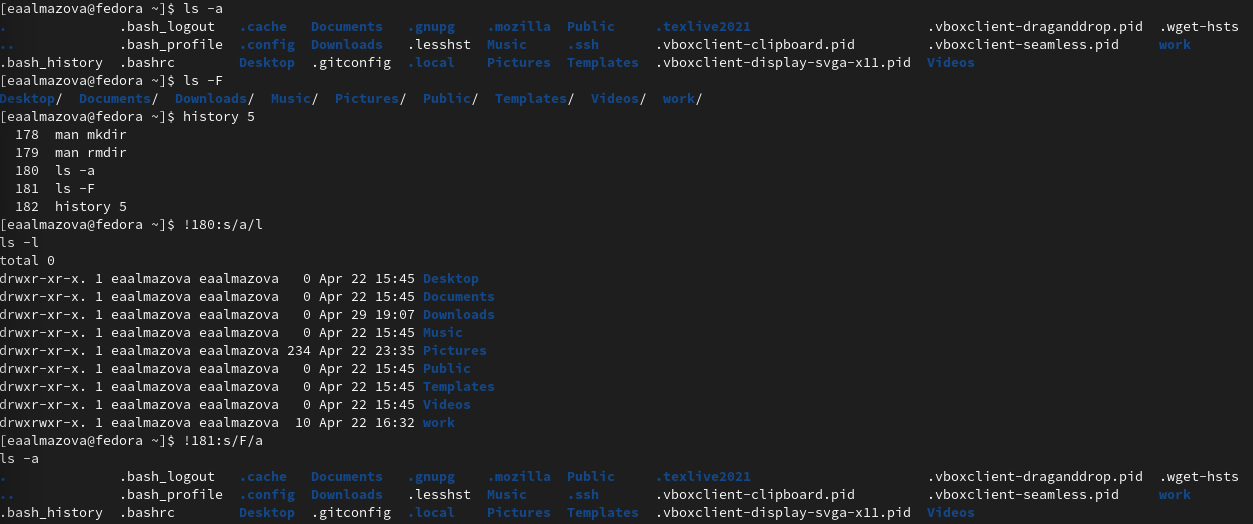 [eaalmazova@fedora ~]$ ls -a
.              .bash_logout   .cache   Documents   .gnupg    .mozilla  Public     .texlive2021                      .vboxclient-draganddrop.pid  .wget-hsts
..             .bash_profile  .config  Downloads   .lesshst  Music     .ssh       .vboxclient-clipboard.pid         .vboxclient-seamless.pid     work
.bash_history  .bashrc        Desktop  .gitconfig  .local    Pictures  Templates  .vboxclient-display-svga-x11.pid  Videos
[eaalmazova@fedora ~]$ ls -F
Desktop/  Documents/  Downloads/  Music/  Pictures/  Public/  Templates/  Videos/  work/
[eaalmazova@fedora ~]$ history 5
  178  man mkdir
  179  man rmdir
  180  ls -a
  181  ls -F
  182  history 5
[eaalmazova@fedora ~]$ !180:s/a/l
ls -l
total 0
drwxr-xr-x. 1 eaalmazova eaalmazova   0 Apr 22 15:45 Desktop
drwxr-xr-x. 1 eaalmazova eaalmazova   0 Apr 22 15:45 Documents
drwxr-xr-x. 1 eaalmazova eaalmazova   0 Apr 29 19:07 Downloads
drwxr-xr-x. 1 eaalmazova eaalmazova   0 Apr 22 15:45 Music
drwxr-xr-x. 1 eaalmazova eaalmazova 234 Apr 22 23:35 Pictures
drwxr-xr-x. 1 eaalmazova eaalmazova   0 Apr 22 15:45 Public
drwxr-xr-x. 1 eaalmazova eaalmazova   0 Apr 22 15:45 Templates
drwxr-xr-x. 1 eaalmazova eaalmazova   0 Apr 22 15:45 Videos
drwxrwxr-x. 1 eaalmazova eaalmazova  10 Apr 22 16:32 work
[eaalmazova@fedora ~]$ !181:s/F/a
ls -a
.              .bash_logout   .cache   Documents   .gnupg    .mozilla  Public     .texlive2021                      .vboxclient-draganddrop.pid  .wget-hsts
..             .bash_profile  .config  Downloads   .lesshst  Music     .ssh       .vboxclient-clipboard.pid         .vboxclient-seamless.pid     work
.bash_history  .bashrc        Desktop  .gitconfig  .local    Pictures  Templates  .vboxclient-display-svga-x11.pid  Videos